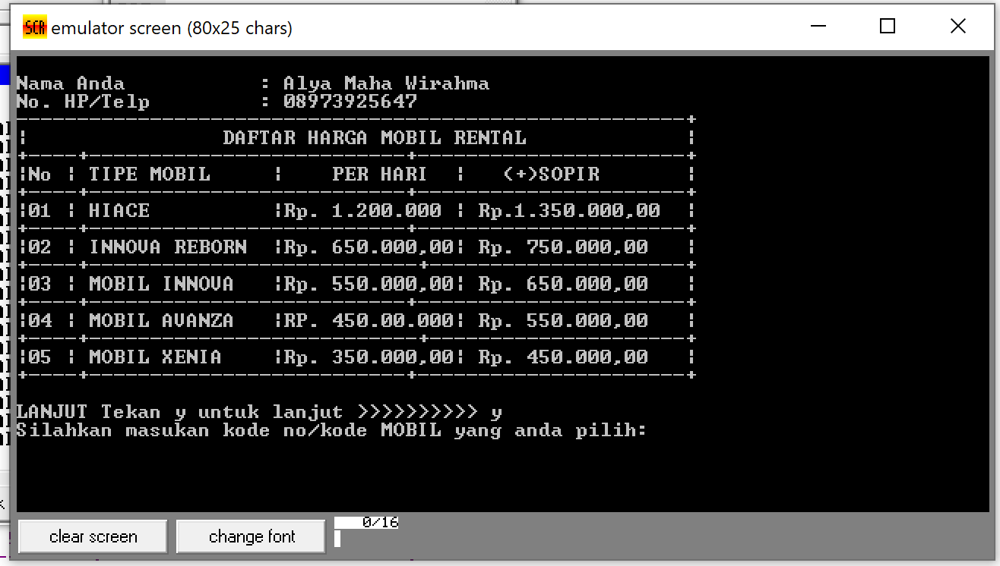 SCR emulator screen (80x25 chars)
Nama Anda : Alya Maha Wirahma
No. HP/Telp : 08973925647
DAFTAR HARGA MOBIL RENTAL
No | TIPE MOBIL | PER HARI | (+)SOPIR
01 | HIACE |Rp. 1.200.000 | Rp.1.350.000,00
02 | INNOVA REBORN |Rp. 650.000,00| Rp. 750.000,00
03 | MOBIL INNOVA |Rp. 550.000,00| Rp. 650.000,00
04 | MOBIL AVANZA |RP. 450.00.000| Rp. 550.000,00
05 | MOBIL XENIA |Rp. 350.000,00| Rp. 450.000,00
LANJUT Tekan y untuk lanjut >>>>>>>>>> y
Silahkan masukan kode no/kode MOBIL yang anda pilih:
clear screen change font 0/16